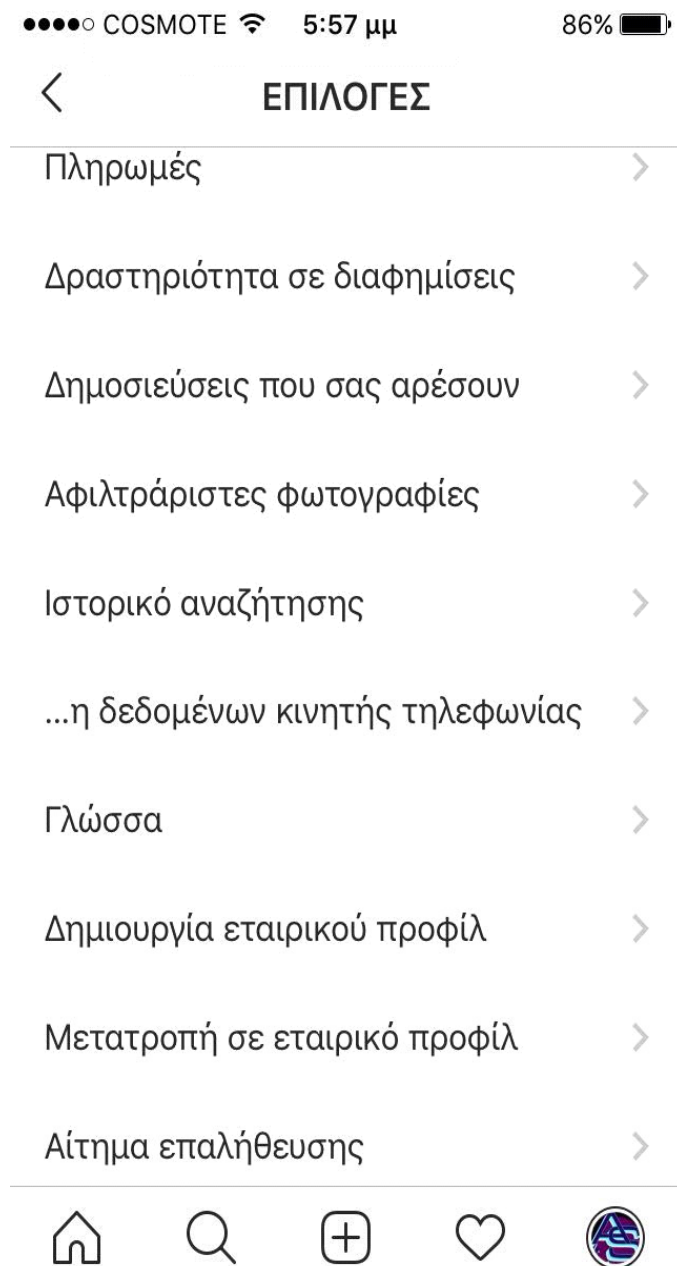 COSMOTE 5:57 μμ 86%
ΕΠΙΛΟΓΕΣ
Πληρωμές
Δραστηριότητα σε διαφημίσεις
Δημοσιεύσεις που σας αρέσουν
Αφιλτράριστες φωτογραφίες
Ιστορικό αναζήτησης
...η δεδομένων κινητής τηλεφωνίας
Γλώσσα
Δημιουργία εταιρικού προφίλ
Μετατροπή σε εταιρικό προφίλ
Αίτημα επαλήθευσης